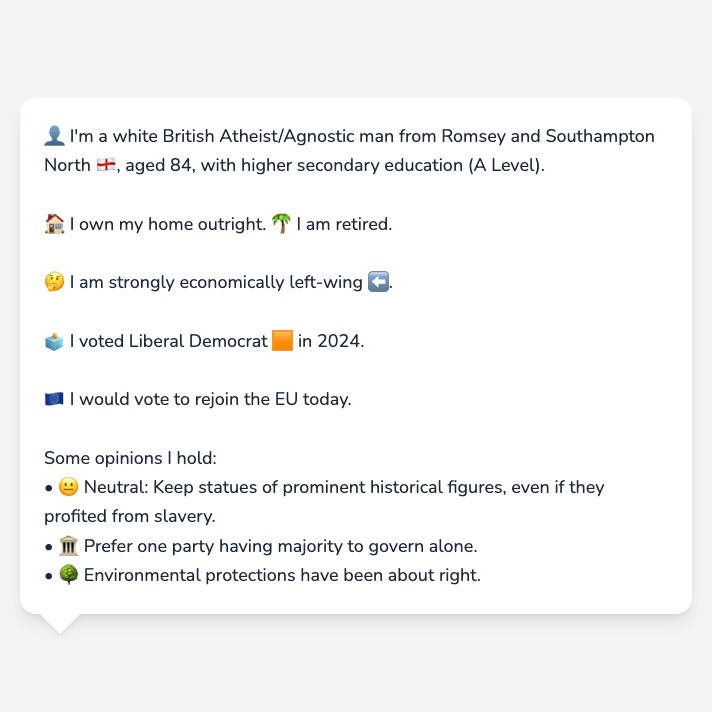 👤 I'm a white British Atheist/Agnostic man from Romsey and Southampton
North 🏴󠁧󠁢󠁥󠁮󠁧󠁿, aged 84, with higher secondary education (A Level).
🏠 I own my home outright. 🌴 I am retired.
🤔 I am strongly economically left-wing ⬅️.
🗳️ I voted Liberal Democrat 🟧 in 2024.
🇪🇺 I would vote to rejoin the EU today.
Some opinions I hold:
• 😐 Neutral: Keep statues of prominent historical figures, even if they
profited from slavery.
• 🏛️ Prefer one party having majority to govern alone.
• 🌳 Environmental protections have been about right.